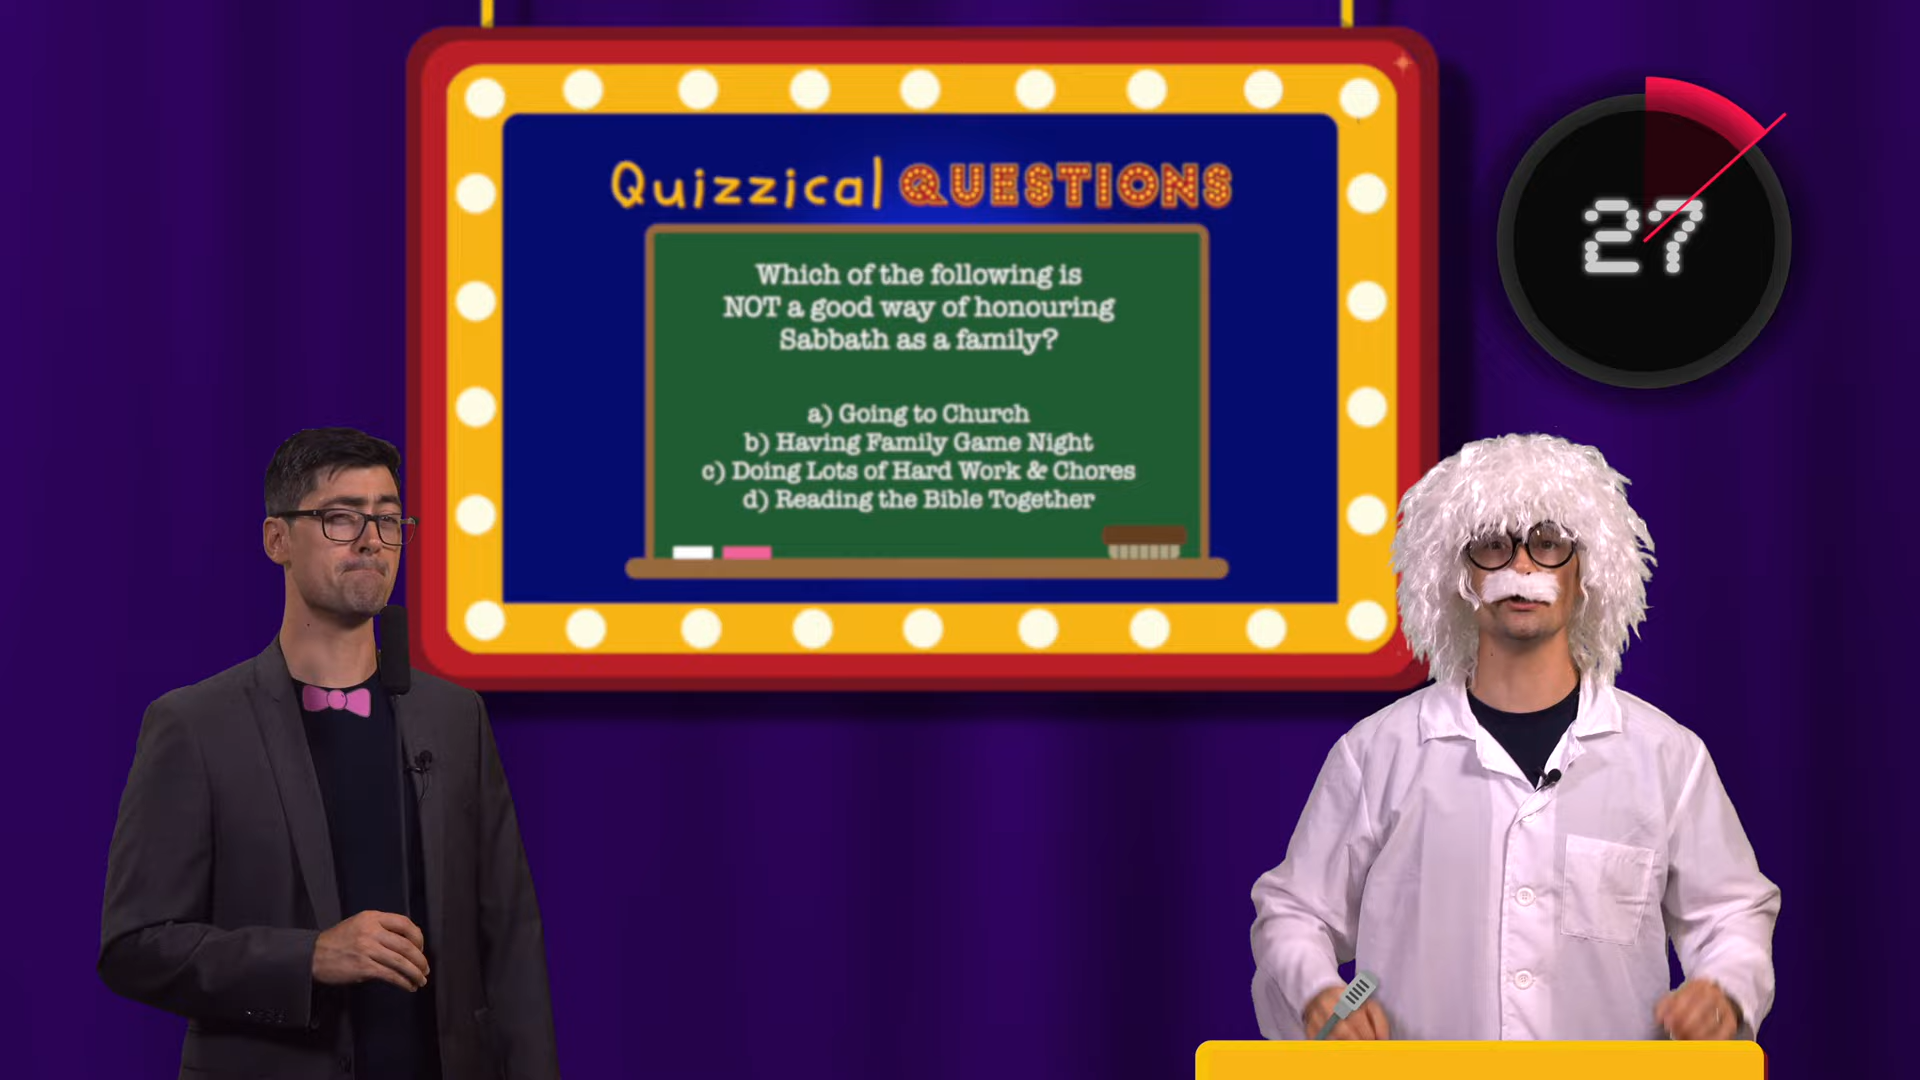 Quizzical QUESTIONS
27
Which of the following is
NOT a good way of honouring
Sabbath as a family?
a) Going to Church
b) Having Family Game Night
c) Doing Lots of Hard Work & Chores
d) Reading the Bible Together